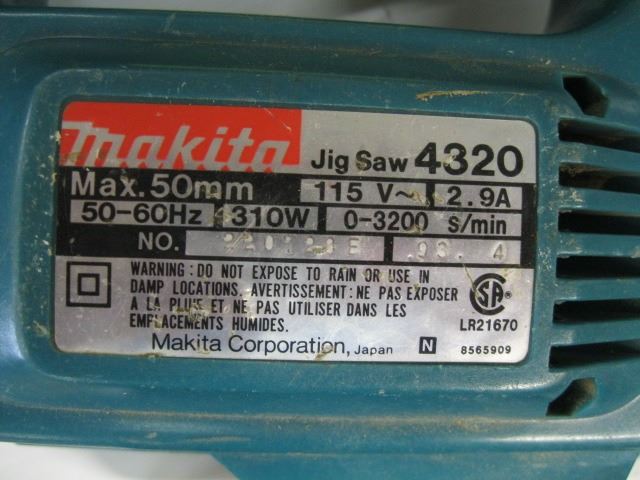 makita Jig Saw 4320
Max.50mm 115 V~ 2.9A
50-60Hz 310W 0-3200 S/min
NO.
WARNING : DO NOT EXPOSE TO RAIN OR USE IN
DAMP LOCATIONS. AVERTISSEMENT : NE PAS EXPOSER
A LA PLUIE ET NE PAS UTILISER DANS LES
EMPLACEMENTS HUMIDES.
SA
LR21670
Makita Corporation, Japan N 8565909